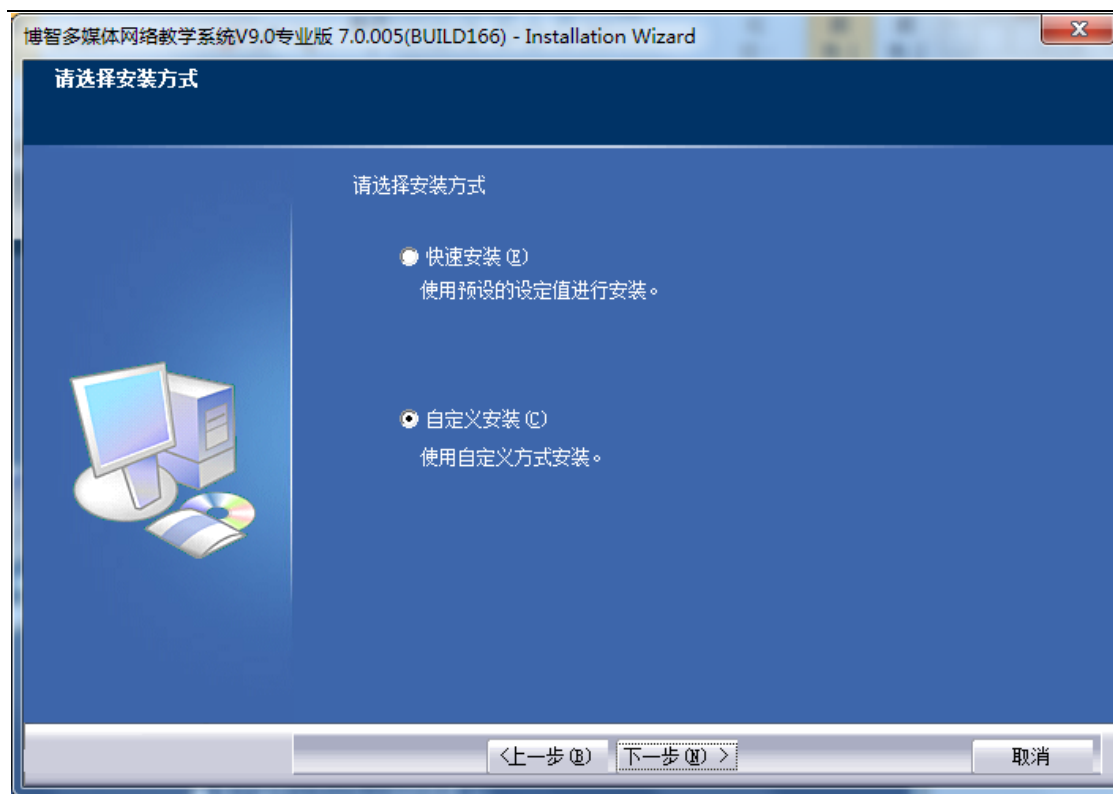 博智多媒体网络教学系统V9.0专业版 7.0.005(BUILD166) - Installation Wizard
请选择安装方式
请选择安装方式
快速安装(E)
使用预设的设定值进行安装。
自定义安装(C)
使用自定义方式安装。
<上一步(B)
下一步(N) >
取消